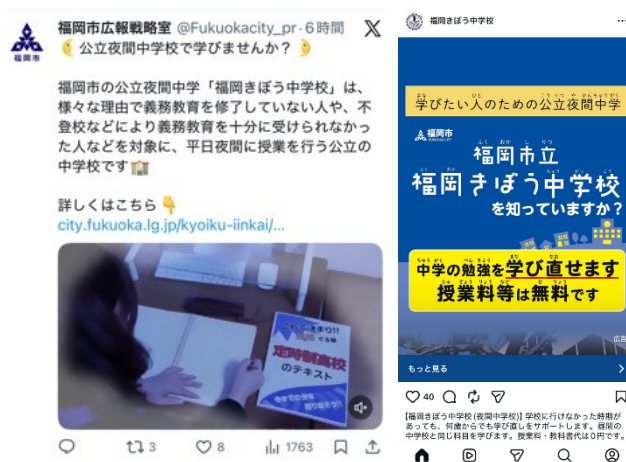 福岡市広報戦略室 @Fukuokacity_pr·6時間
公立夜間中学校で学びませんか？
福岡市
福岡市の公立夜間中学「福岡きぼう中学校」は、
様々な理由で義務教育を修了していない人や、不
登校などにより義務教育を十分に受けられなかっ
た人などを対象に、平日夜間に授業を行う公立の
中学校です
詳しくはこちら
city.fukuoka.lg.jp/kyoiku-iinkai/...
これで決まり!!
定時制高校
のテキスト
3
8
1763
福岡きぼう中学校
学びたい人のための公立夜間中学
福岡市
福岡市立
福岡きぼう中学校
を知っていますか？
中学の勉強を学び直せます
授業料等は無料です
広告
もっと見る
40
【福岡きぼう中学校(夜間中学校)】学校に行けなかった時期が
あっても、何歳からでも学び直しをサポートします。昼間の
中学校と同じ科目を学びます。授業料・教科書代は0円です。